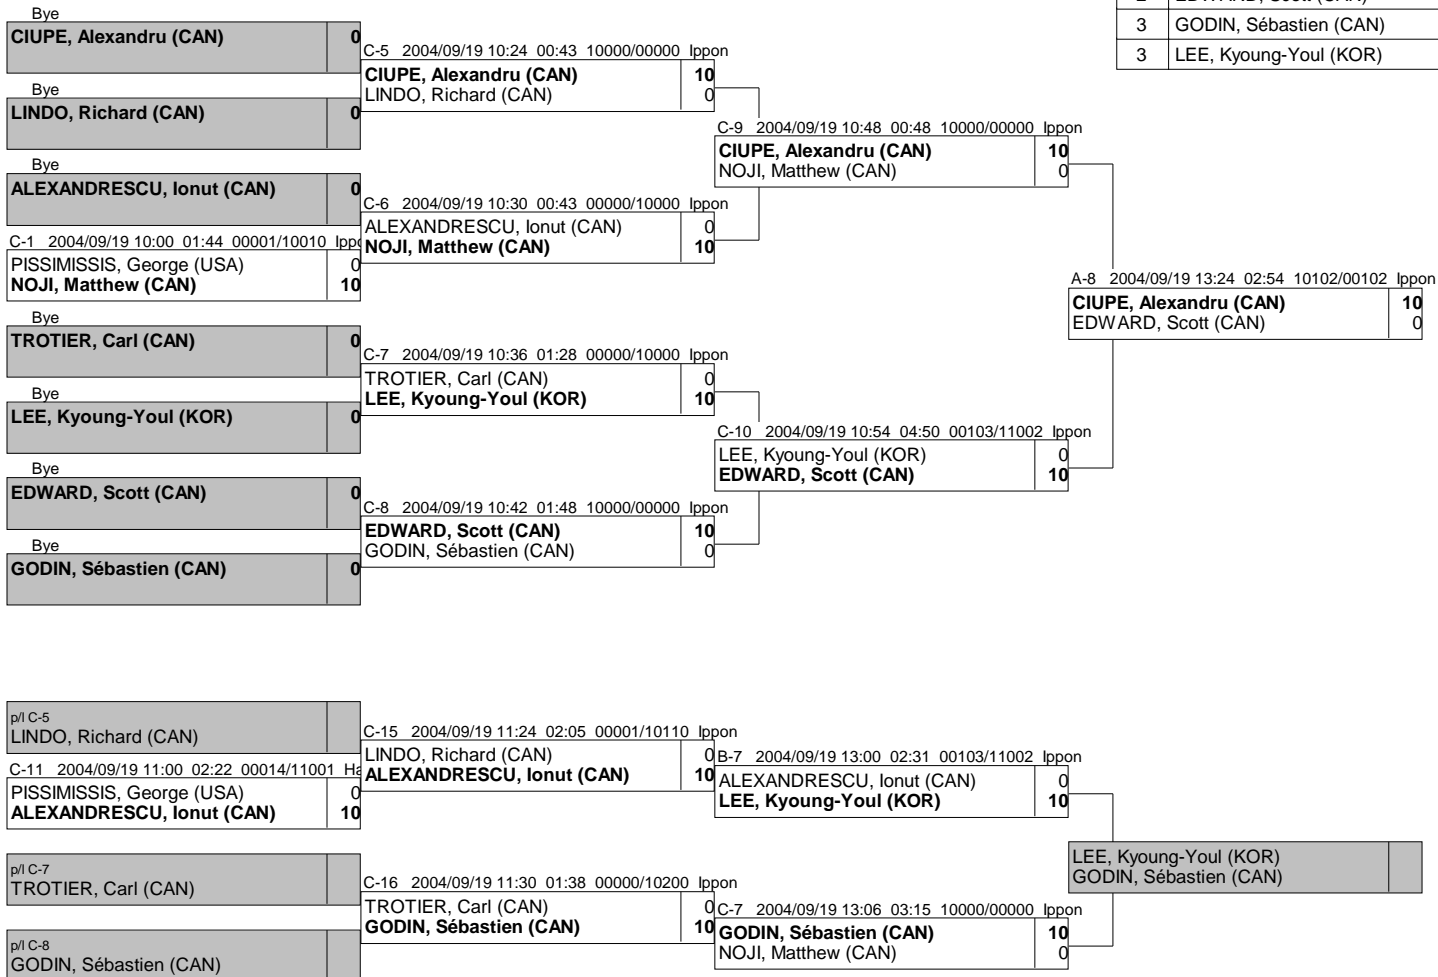 Bye
CIUPE, Alexandru (CAN) 0
Bye
LINDO, Richard (CAN) 0
Bye
ALEXANDRESCU, Ionut (CAN) 0
C-1 2004/09/19 10:00 01:44 00001/10010 Ippo
PISSIMISSIS, George (USA) 0
NOJI, Matthew (CAN) 10
Bye
TROTIER, Carl (CAN) 0
Bye
LEE, Kyoung-Youl (KOR) 0
Bye
EDWARD, Scott (CAN) 0
Bye
GODIN, Sébastien (CAN) 0
C-5 2004/09/19 10:24 00:43 10000/00000 Ippon
CIUPE, Alexandru (CAN) 10
LINDO, Richard (CAN) 0
C-6 2004/09/19 10:30 00:43 00000/10000 Ippon
ALEXANDRESCU, Ionut (CAN) 0
NOJI, Matthew (CAN) 10
C-7 2004/09/19 10:36 01:28 00000/10000 Ippon
TROTIER, Carl (CAN) 0
LEE, Kyoung-Youl (KOR) 10
C-8 2004/09/19 10:42 01:48 10000/00000 Ippon
EDWARD, Scott (CAN) 10
GODIN, Sébastien (CAN) 0
C-9 2004/09/19 10:48 00:48 10000/00000 Ippon
CIUPE, Alexandru (CAN) 10
NOJI, Matthew (CAN) 0
C-10 2004/09/19 10:54 04:50 00103/11002 Ippon
LEE, Kyoung-Youl (KOR) 0
EDWARD, Scott (CAN) 10
A-8 2004/09/19 13:24 02:54 10102/00102 Ippon
CIUPE, Alexandru (CAN) 10
EDWARD, Scott (CAN) 0
3 GODIN, Sébastien (CAN)
3 LEE, Kyoung-Youl (KOR)
p/l C-5
LINDO, Richard (CAN)
C-11 2004/09/19 11:00 02:22 00014/11001 Ha
PISSIMISSIS, George (USA) 0
ALEXANDRESCU, Ionut (CAN) 10
p/l C-7
TROTIER, Carl (CAN)
p/l C-8
GODIN, Sébastien (CAN)
C-15 2004/09/19 11:24 02:05 00001/10110 Ippon
LINDO, Richard (CAN) 0
ALEXANDRESCU, Ionut (CAN) 10
C-16 2004/09/19 11:30 01:38 00000/10200 Ippon
TROTIER, Carl (CAN) 0
GODIN, Sébastien (CAN) 10
B-7 2004/09/19 13:00 02:31 00103/11002 Ippon
ALEXANDRESCU, Ionut (CAN) 0
LEE, Kyoung-Youl (KOR) 10
C-7 2004/09/19 13:06 03:15 10000/00000 Ippon
GODIN, Sébastien (CAN) 10
NOJI, Matthew (CAN) 0
LEE, Kyoung-Youl (KOR)
GODIN, Sébastien (CAN)